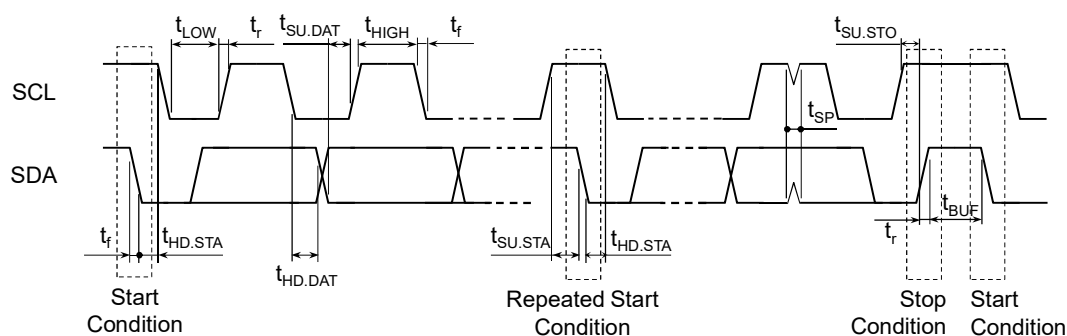 tLOW tr tSU.DAT tHIGH tf tSU.STO
SCL
tSP
SDA
tf tHD.STA tHD.DAT tSU.STA tHD.STA tr tBUF
Start Condition
Repeated Start Condition
Stop Condition
Start Condition